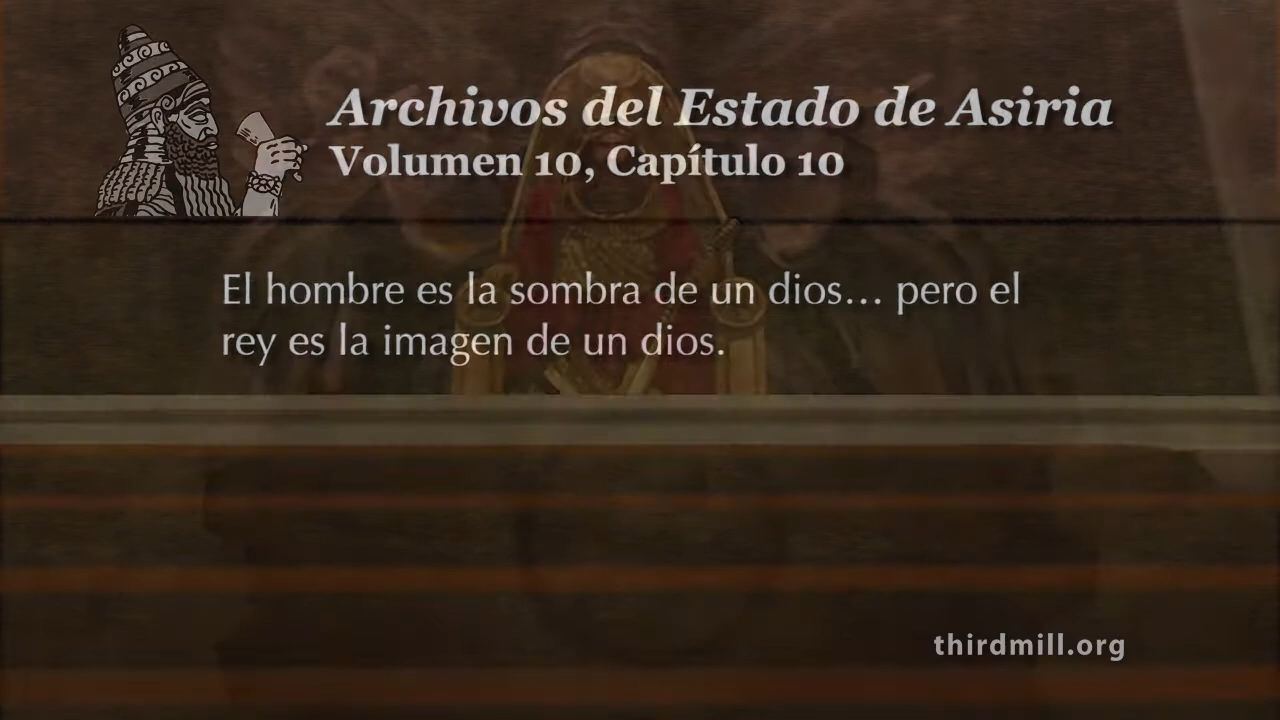 Archivos del Estado de Asiria
Volumen 10, Capítulo 10
El hombre es la sombra de un dios... pero el
rey es la imagen de un dios.
thirdmill.org